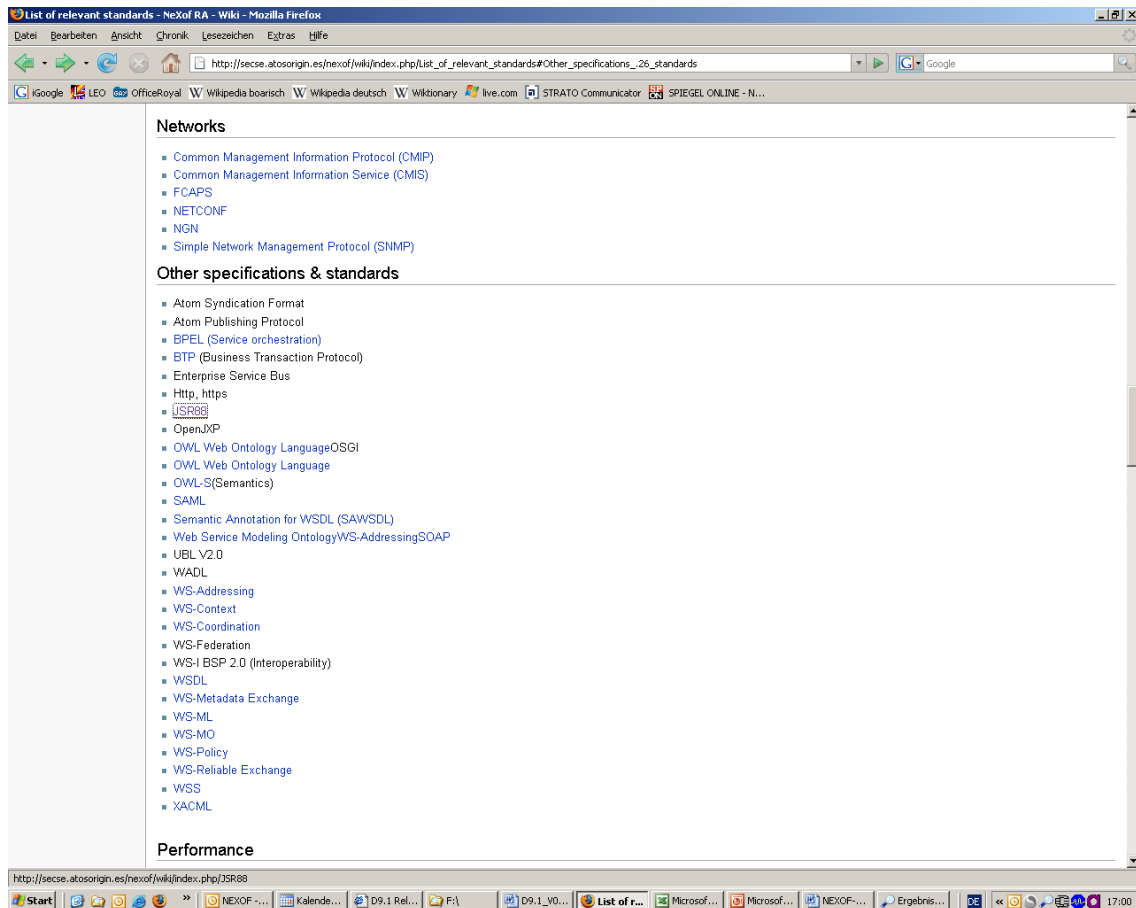 List of relevant standards - NeXof RA - Wiki - Mozilla Firefox
Datei Bearbeiten Ansicht Chronik Lesezeichen Extras Hilfe
http://secse.atosorigin.es/nexof/wiki/index.php/List_of_relevant_standards#Other_specifications_.26_standards
Google
iGoogle LEO OfficeRoyal Wikipedia boarisch Wikipedia deutsch Wiktionary live.com STRATO Communicator SPIEGEL ONLINE - N...
Networks
Common Management Information Protocol (CMIP)
Common Management Information Service (CMIS)
FCAPS
NETCONF
NGN
Simple Network Management Protocol (SNMP)
Other specifications & standards
Atom Syndication Format
Atom Publishing Protocol
BPEL (Service orchestration)
BTP (Business Transaction Protocol)
Enterprise Service Bus
Http, https
JSR88
OpenJXP
OWL Web Ontology LanguageOSGI
OWL Web Ontology Language
OWL-S(Semantics)
SAML
Semantic Annotation for WSDL (SAWSDL)
Web Service Modeling OntologyWS-AddressingSOAP
UBL V2.0
WADL
WS-Addressing
WS-Context
WS-Coordination
WS-Federation
WS-I BSP 2.0 (Interoperability)
WSDL
WS-Metadata Exchange
WS-ML
WS-MO
WS-Policy
WS-Reliable Exchange
WSS
XACML
Performance
http://secse.atosorigin.es/nexof/wiki/index.php/JSR88
Start » NEXOF -... Kalende... D9.1 Rel... F:\ D9.1_V0... List of r... Microsof... Microsof... NEXOF-... Ergebnis... DE « 17:00